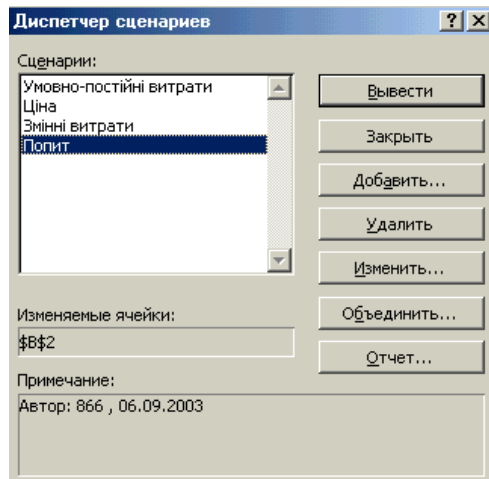 Диспетчер сценариев
Сценарии:
Умовно-постійні витрати
Ціна
Змінні витрати
Попит
Вывести
Закрыть
Добавить...
Удалить
Изменить...
Объединить...
Отчет...
Изменяемые ячейки:
$B$2
Примечание:
Автор: 866 , 06.09.2003